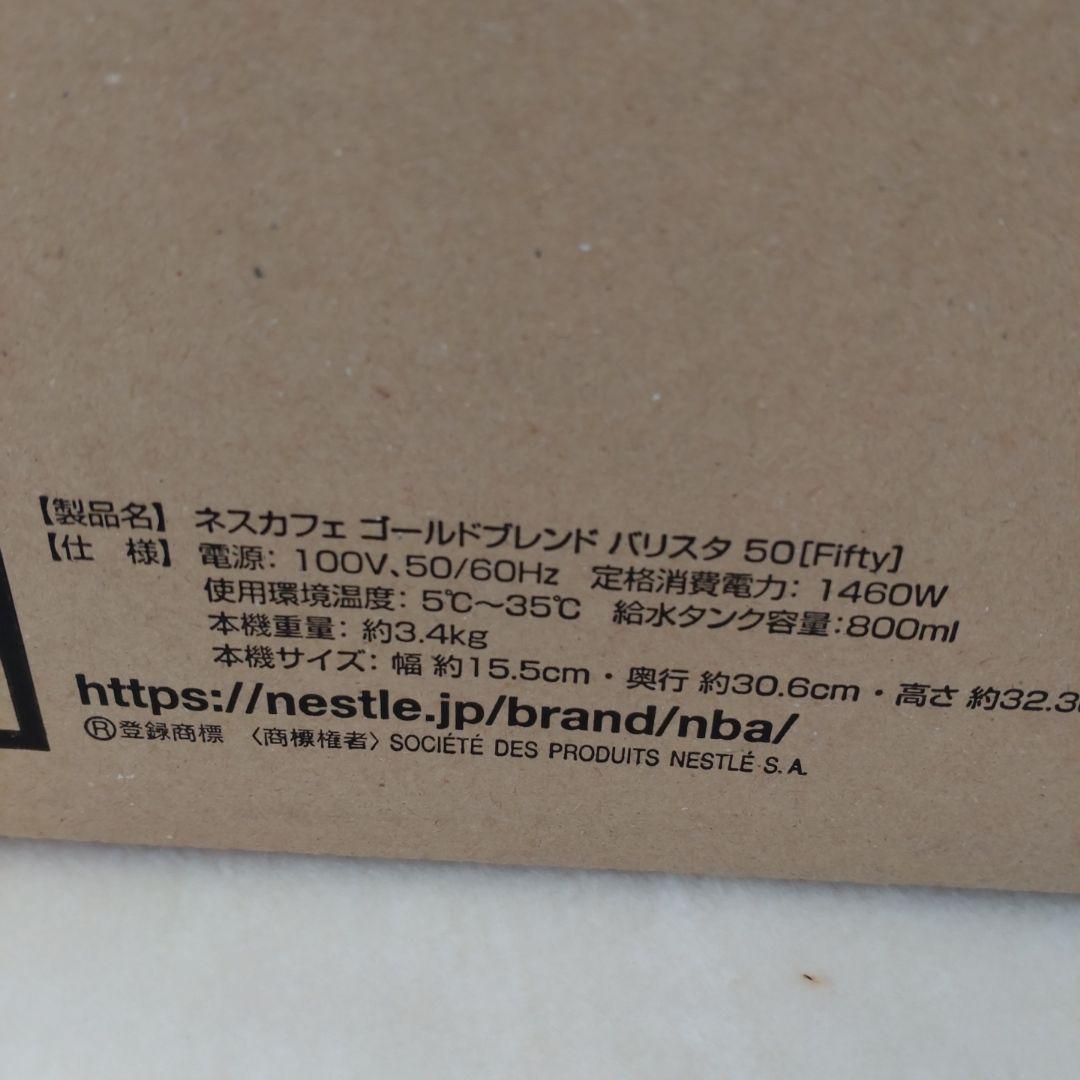 【製品名】 ネスカフェ ゴールドブレンド バリスタ 50[Fifty]
【仕 様】 電源: 100V、50/60Hz 定格消費電力: 1460W
使用環境温度: 5℃～35℃ 給水タンク容量:800ml
本機重量: 約3.4kg
本機サイズ: 幅 約15.5cm・奥行 約30.6cm・高さ 約32.3
https://nestle.jp/brand/nba/
®登録商標 〈商標権者〉 SOCIÉTÉ DES PRODUITS NESTLÉ S.A.